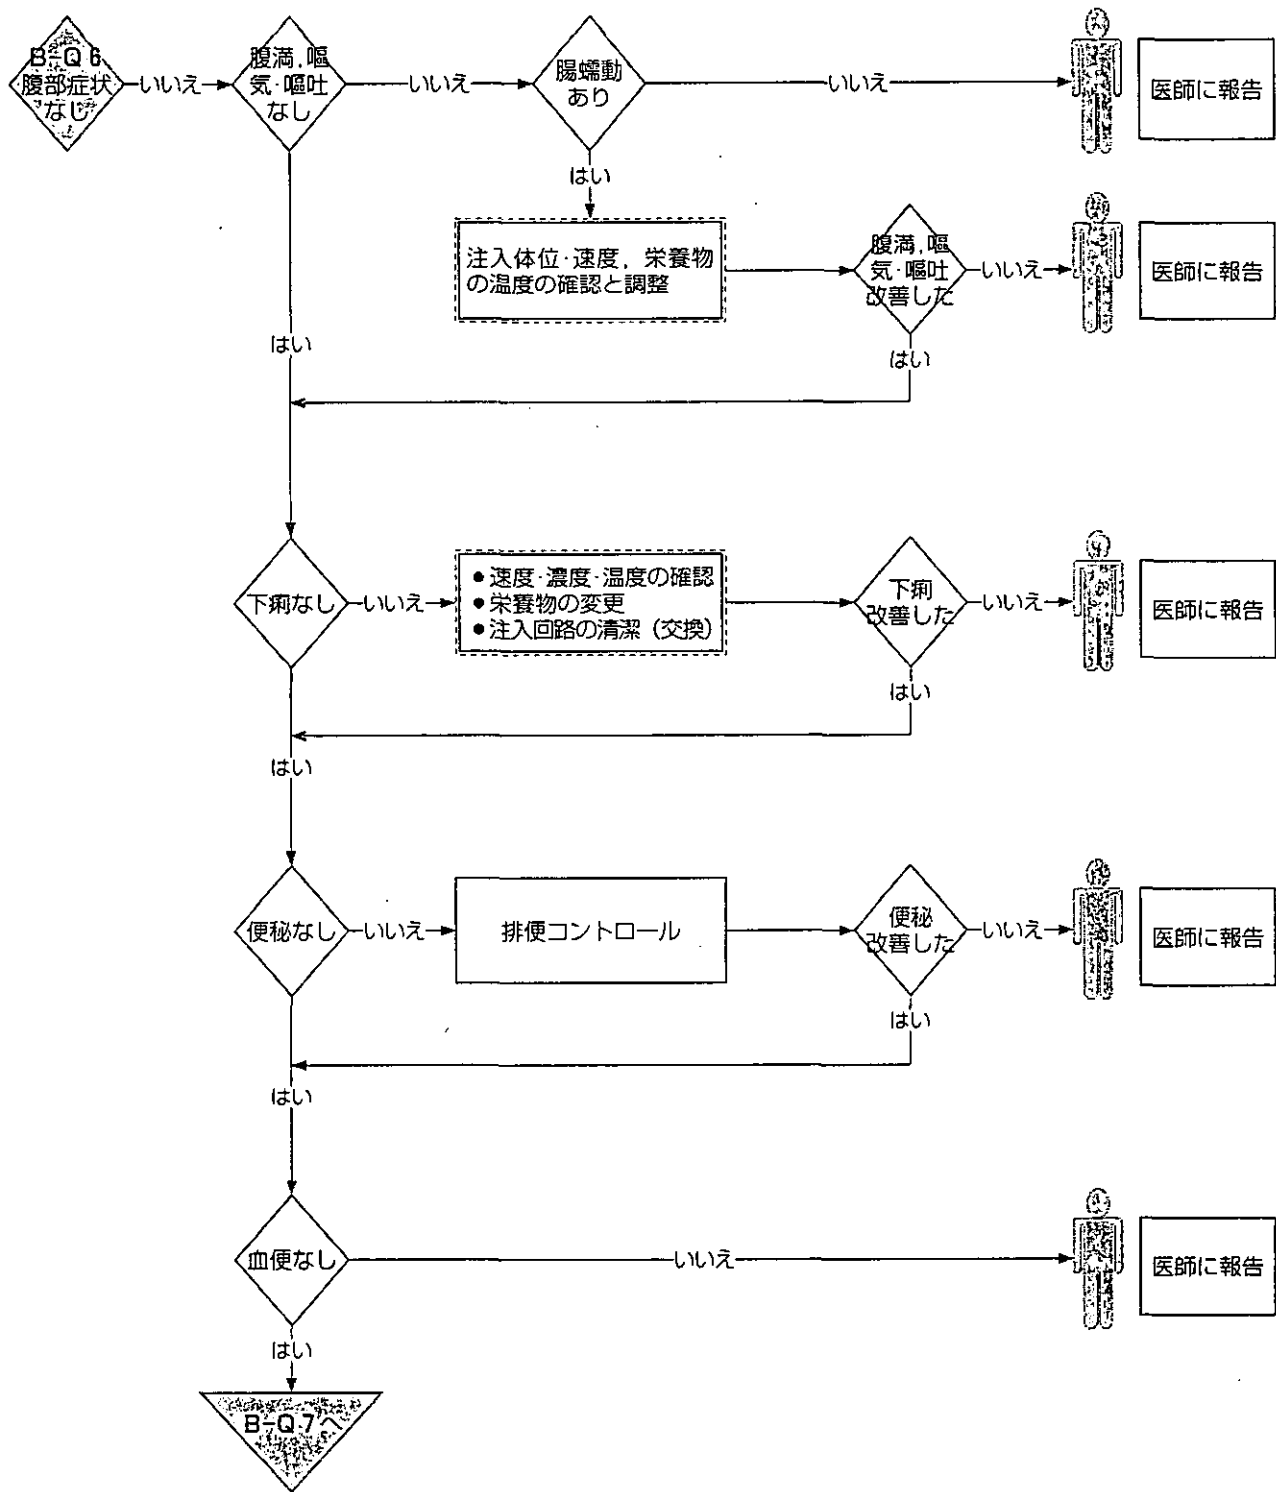 B-Q 6
腹部症状
なし
いいえ
腹満，嘔
気·嘔吐
なし
いいえ
腸蠕動
あり
いいえ
医師に報告
はい
注入体位·速度，栄養物
の温度の確認と調整
腹満，嘔
気·嘔吐
改善した
いいえ
医師に報告
はい
はい
下痢なし
いいえ
●速度·濃度·温度の確認
●栄養物の変更
●注入回路の清潔（交換）
下痢
改善した
いいえ
医師に報告
はい
はい
便秘なし
いいえ
排便コントロール
便秘
改善した
いいえ
医師に報告
はい
はい
血便なし
いいえ
医師に報告
はい
B-Q 7へ